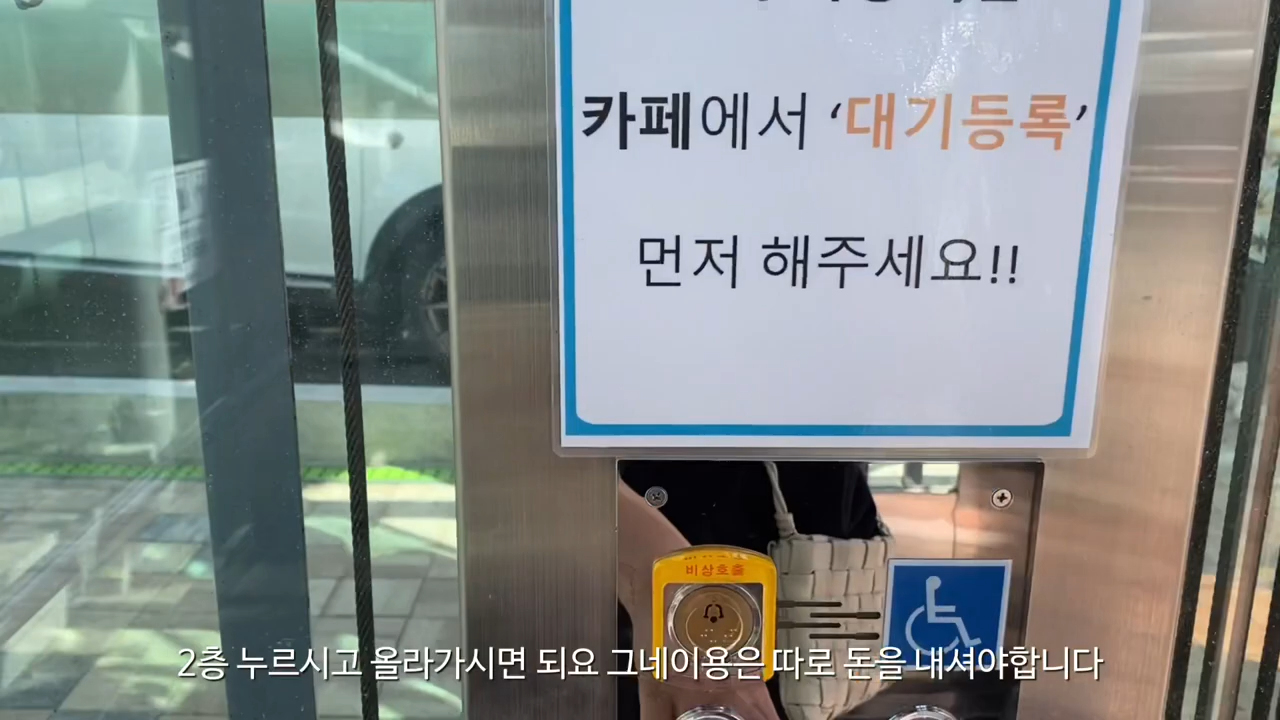 카페에서 ‘대기등록’
먼저 해주세요!!
비상호출
2층 누르시고 올라가시면 되요 그네이용은 따로 돈을 내셔야합니다